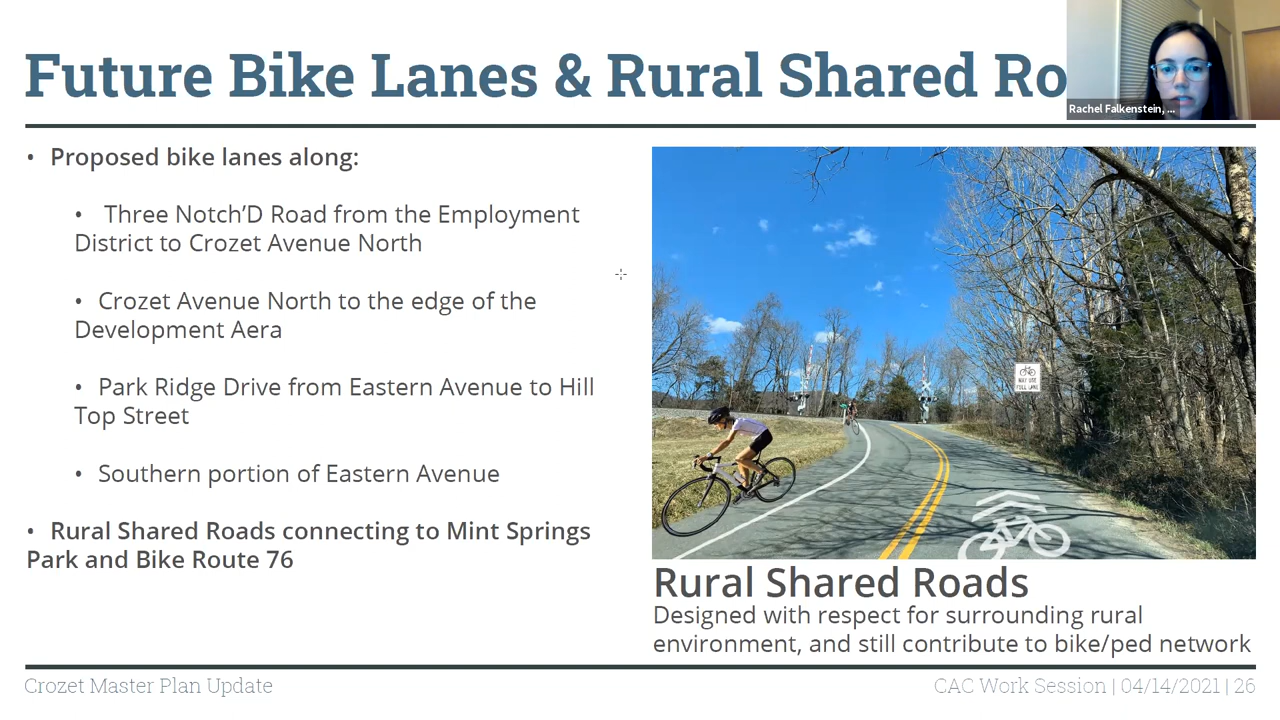 Future Bike Lanes & Rural Shared Ro
Rachel Falkenstein, ...
• Proposed bike lanes along:
• Three Notch’D Road from the Employment
District to Crozet Avenue North
• Crozet Avenue North to the edge of the
Development Aera
• Park Ridge Drive from Eastern Avenue to Hill
Top Street
• Southern portion of Eastern Avenue
• Rural Shared Roads connecting to Mint Springs
Park and Bike Route 76
MAY USE
FULL LANE
Rural Shared Roads
Designed with respect for surrounding rural
environment, and still contribute to bike/ped network
Crozet Master Plan Update
CAC Work Session | 04/14/2021 | 26